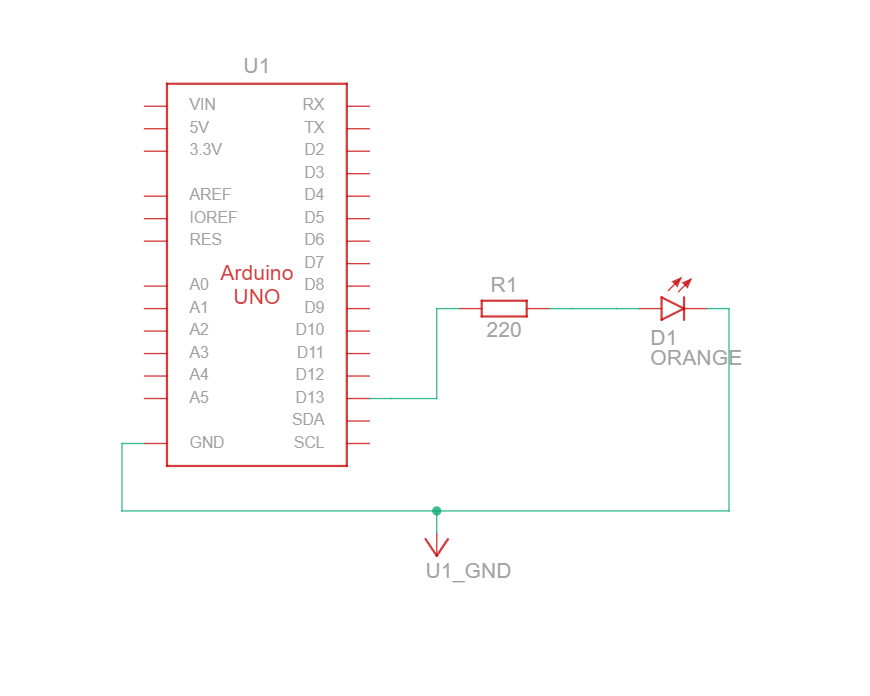 U1
VIN RX
5V TX
3.3V D2
D3
AREF D4
IOREF D5
RES D6
D7
Arduino
UNO
A0 D8
A1 D9
A2 D10
A3 D11
A4 D12
A5 D13
SDA
GND SCL
R1
220
D1
ORANGE
U1_GND